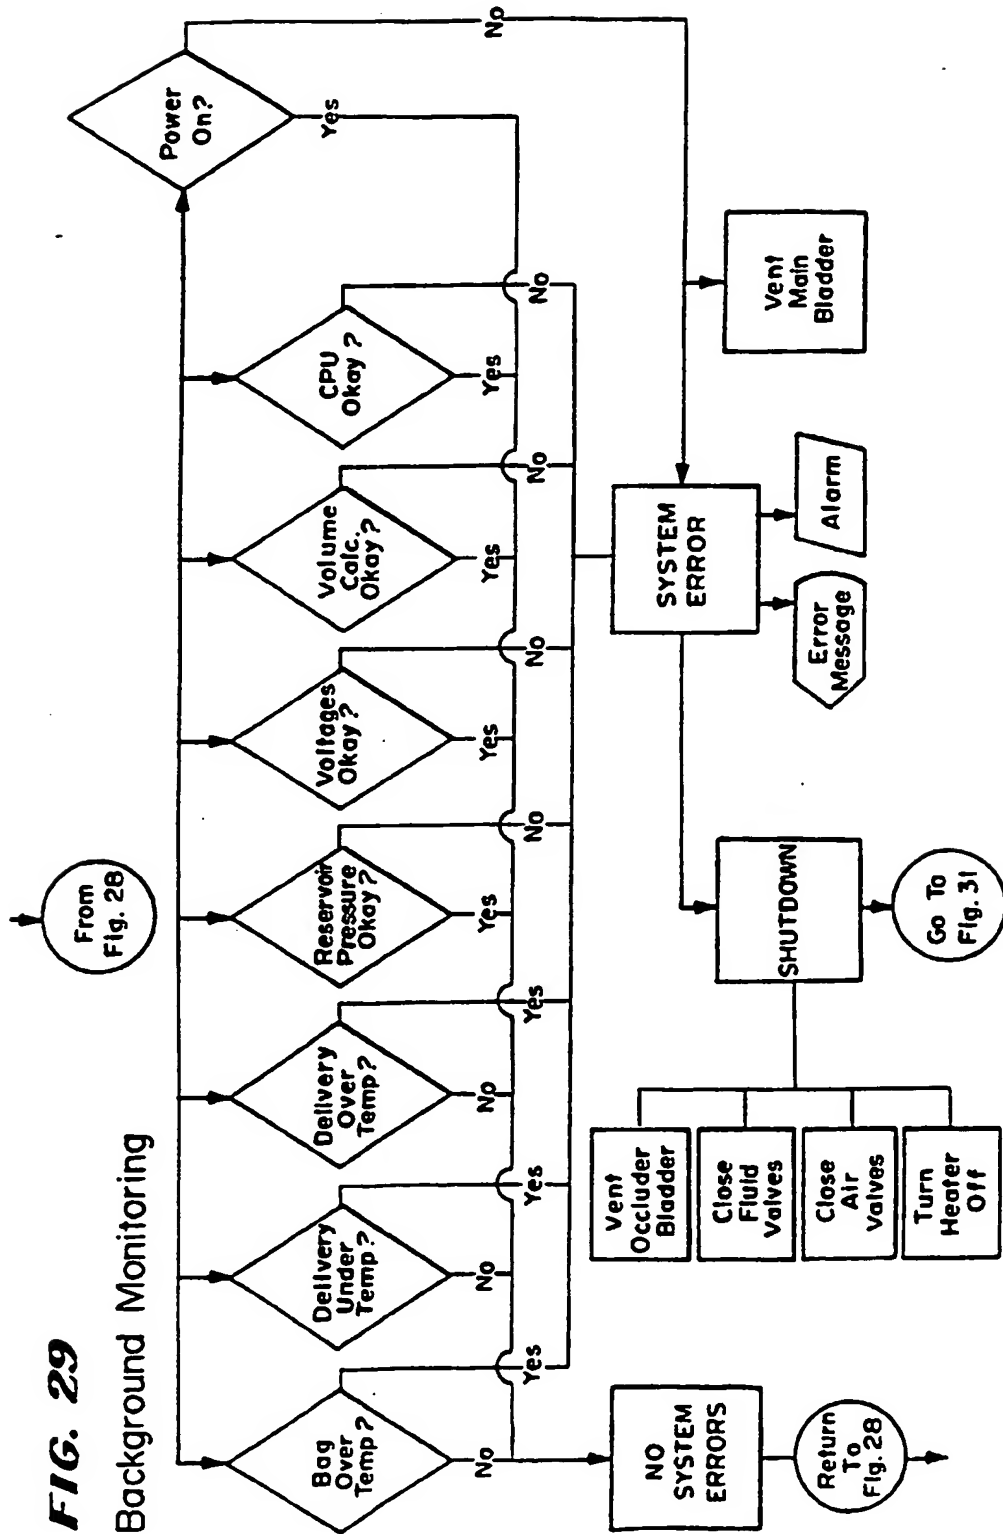 FIG. 29
Background Monitoring
From
Fig. 28
Bag
Over
Temp?
Yes
No
Delivery
Under
Temp?
Yes
No
Delivery
Over
Temp?
Yes
No
Reservoir
Pressure
Okay?
No
Yes
Voltages
Okay?
No
Yes
Volume
Calc.
Okay?
No
Yes
CPU
Okay?
No
Yes
Power
On?
No
Yes
NO
SYSTEM
ERRORS
Return
To
Fig. 28
SYSTEM
ERROR
Error
Message
Alarm
Vent
Main
Bladder
SHUTDOWN
Go To
Fig. 31
Vent
Occluder
Bladder
Close
Fluid
Valves
Close
Air
Valves
Turn
Heater
Off